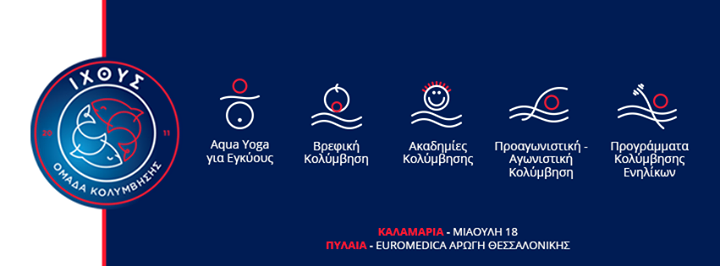 ΙΧΘΥΣ
20 11
ΟΜΑΔΑ ΚΟΛΥΜΒΗΣΗΣ
Aqua Yoga
για Εγκύους
Βρεφική
Κολύμβηση
Ακαδημίες
Κολύμβησης
Προαγωνιστική -
Αγωνιστική
Κολύμβηση
Προγράμματα
Κολύμβησης
Ενηλίκων
ΚΑΛΑΜΑΡΙΑ - ΜΙΑΟΥΛΗ 18
ΠΥΛΑΙΑ - EUROMEDICA ΑΡΩΓΗ ΘΕΣΣΑΛΟΝΙΚΗΣ